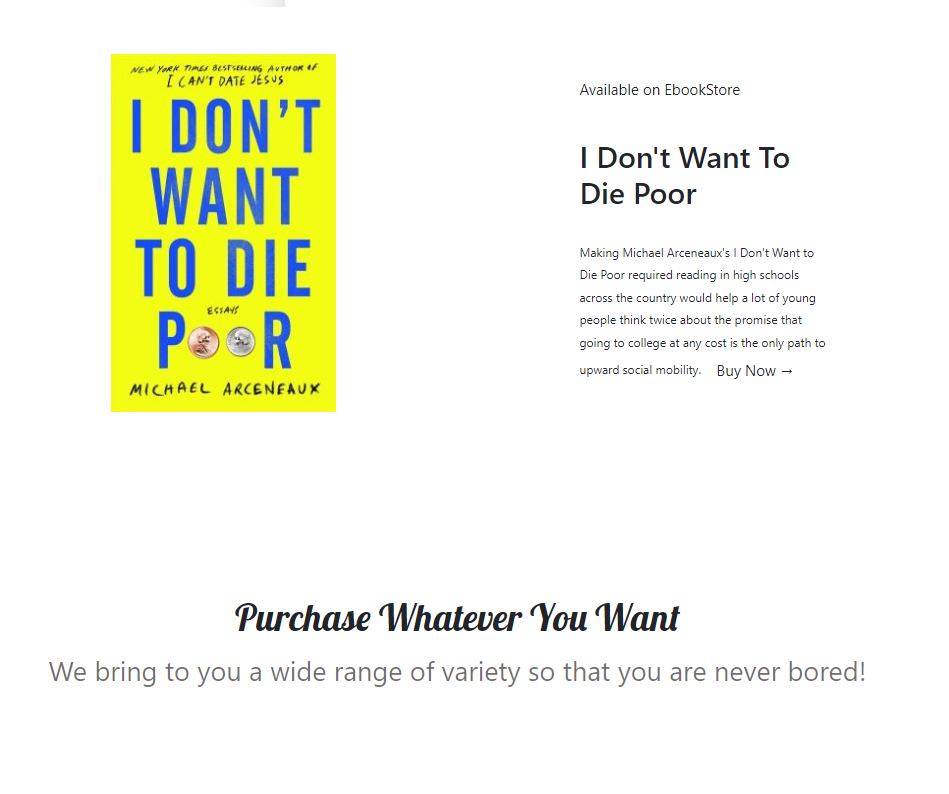 NEW YORK TIMES BESTSELLING AUTHOR OF
I CAN'T DATE JESUS
I DON'T
WANT
TO DIE
ESSAYS
POOR
MICHAEL ARCENEAUX
Available on EbookStore
I Don't Want To
Die Poor
Making Michael Arceneaux's I Don't Want to
Die Poor required reading in high schools
across the country would help a lot of young
people think twice about the promise that
going to college at any cost is the only path to
upward social mobility. Buy Now →
Purchase Whatever You Want
We bring to you a wide range of variety so that you are never bored!